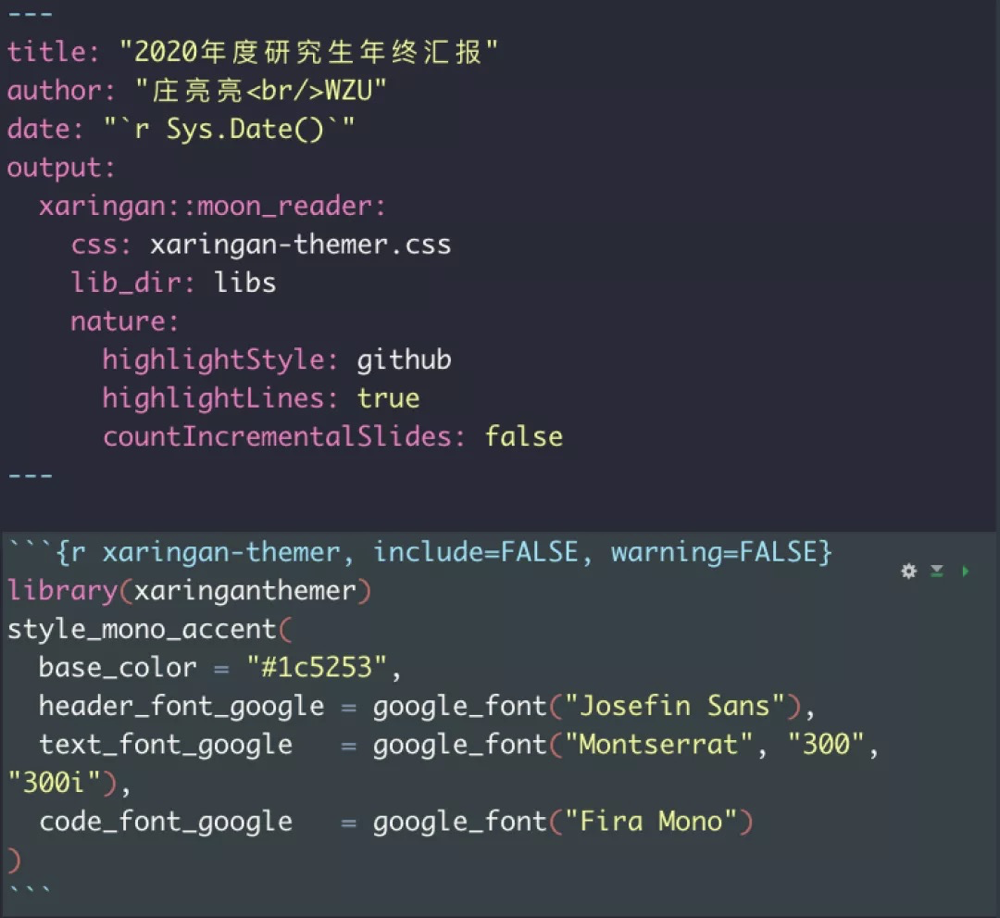 ---
title: "2020年度研究生年终汇报"
author: "庄亮亮<br/>WZU"
date: "`r Sys.Date()`"
output:
  xaringan::moon_reader:
    css: xaringan-themer.css
    lib_dir: libs
    nature:
      highlightStyle: github
      highlightLines: true
      countIncrementalSlides: false
---

```{r xaringan-themer, include=FALSE, warning=FALSE}
library(xaringanthemer)
style_mono_accent(
  base_color = "#1c5253",
  header_font_google = google_font("Josefin Sans"),
  text_font_google   = google_font("Montserrat", "300",
"300i"),
  code_font_google   = google_font("Fira Mono")
)
```